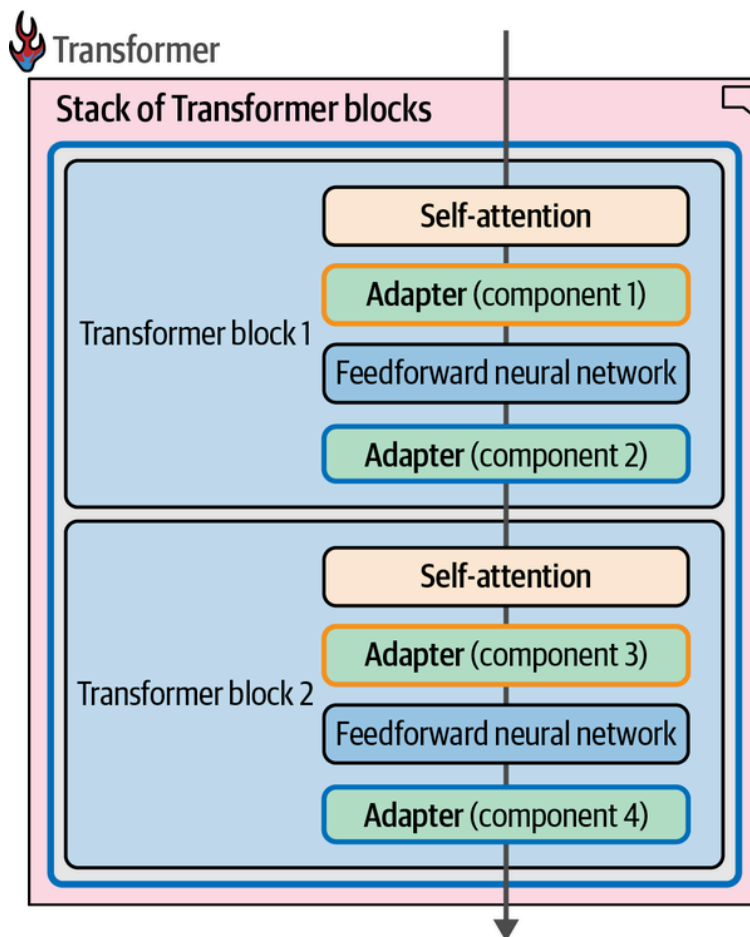 Transformer
Stack of Transformer blocks
Transformer block 1
Self-attention
Adapter (component 1)
Feedforward neural network
Adapter (component 2)
Transformer block 2
Self-attention
Adapter (component 3)
Feedforward neural network
Adapter (component 4)